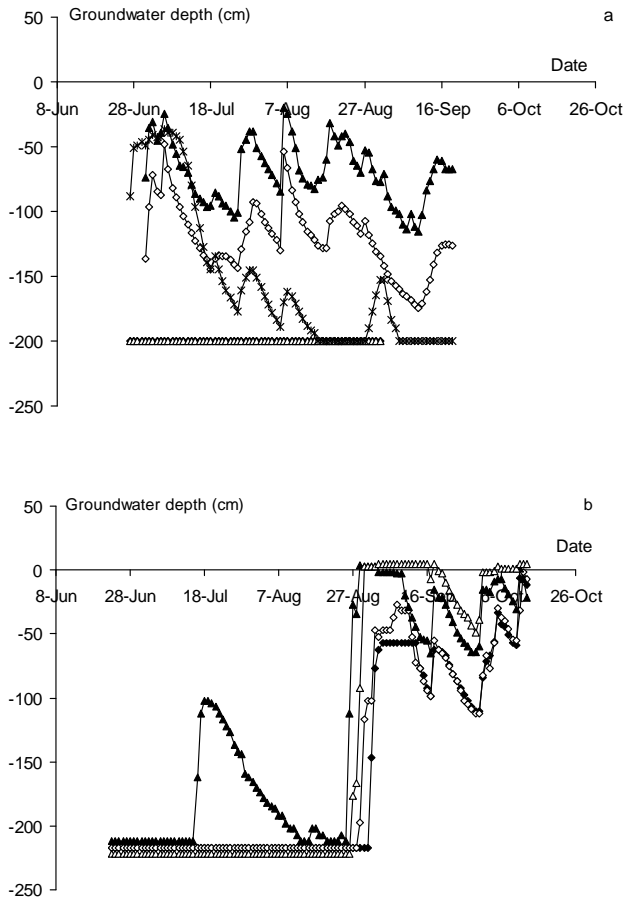 Groundwater depth (cm) a
50
0
Date
8-Jun 28-Jun 18-Jul 7-Aug 27-Aug 16-Sep 6-Oct 26-Oct
-50
-100
-150
-200
-250
Groundwater depth (cm) b
50
Date
0
8-Jun 28-Jun 18-Jul 7-Aug 27-Aug 16-Sep 26-Oct
-50
-100
-150
-200
-250